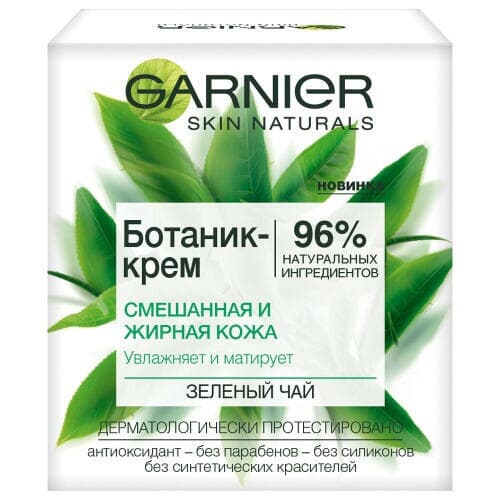 GARNIER
SKIN NATURALS
НОВИНКА
Ботаник-
крем
96%
НАТУРАЛЬНЫХ
ИНГРЕДИЕНТОВ
СМЕШАННАЯ И
ЖИРНАЯ КОЖА
Увлажняет и матирует
ЗЕЛЕНЫЙ ЧАЙ
ДЕРМАТОЛОГИЧЕСКИ ПРОТЕСТИРОВАНО
антиоксидант – без парабенов – без силиконов
без синтетических красителей